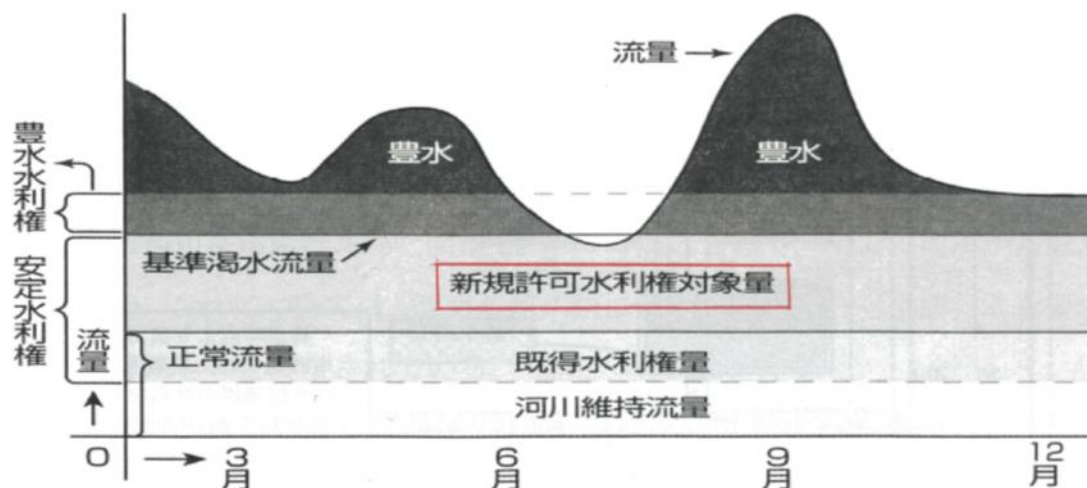 流量
豊水
豊水
豊水水利権
基準渇水流量
新規許可水利権対象量
安定水利権
流量
正常流量
既得水利権量
河川維持流量
0
3月
6月
9月
12月